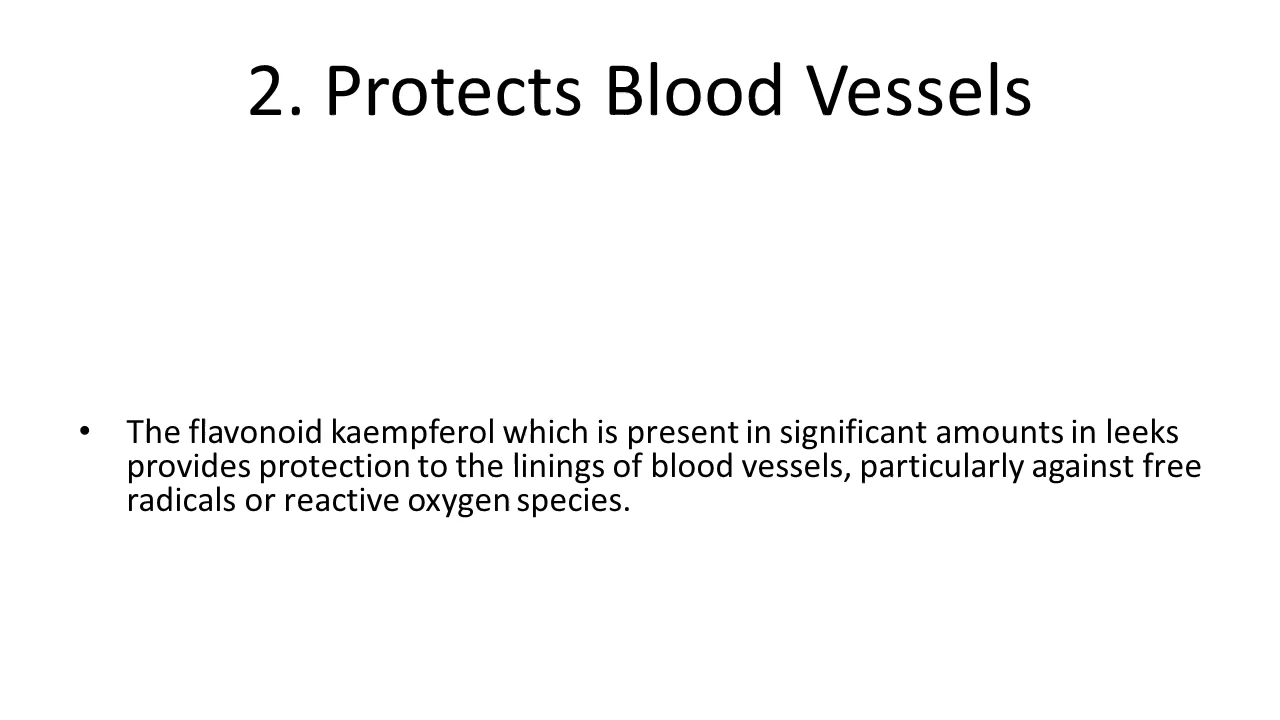 2. Protects Blood Vessels
• The flavonoid kaempferol which is present in significant amounts in leeks
provides protection to the linings of blood vessels, particularly against free
radicals or reactive oxygen species.